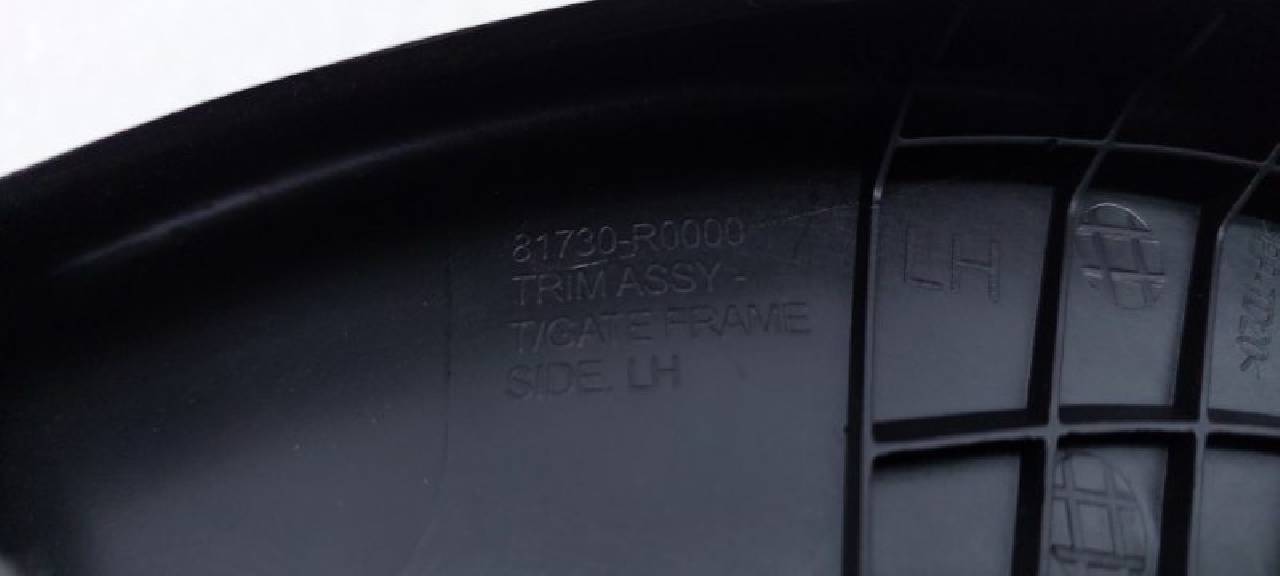 81730-R0000
TRIM ASSY -
T/GATE FRAME
SIDE, LH
LH